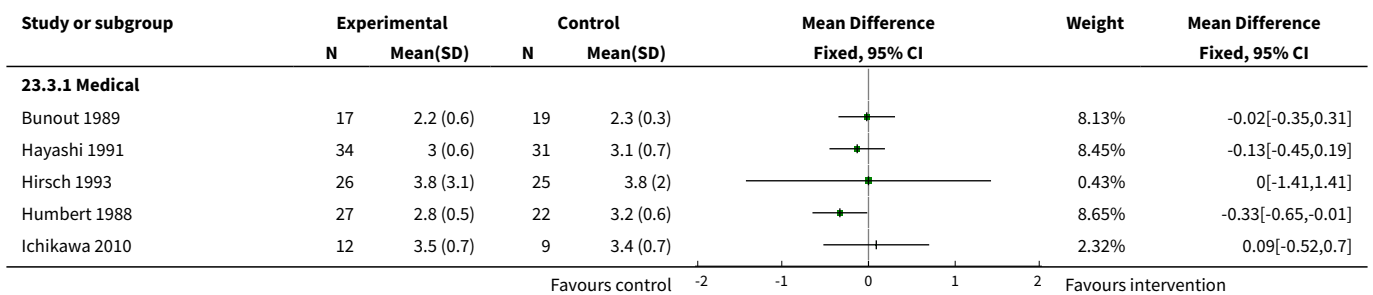 Study or subgroup Experimental Control Mean Difference Weight Mean Difference
N Mean(SD) N Mean(SD) Fixed, 95% CI Fixed, 95% CI
23.3.1 Medical
Bunout 1989 17 2.2 (0.6) 19 2.3 (0.3) 8.13% -0.02[-0.35,0.31]
Hayashi 1991 34 3 (0.6) 31 3.1 (0.7) 8.45% -0.13[-0.45,0.19]
Hirsch 1993 26 3.8 (3.1) 25 3.8 (2) 0.43% 0[-1.41,1.41]
Humbert 1988 27 2.8 (0.5) 22 3.2 (0.6) 8.65% -0.33[-0.65,-0.01]
Ichikawa 2010 12 3.5 (0.7) 9 3.4 (0.7) 2.32% 0.09[-0.52,0.7]
Favours control -2 -1 0 1 2 Favours intervention